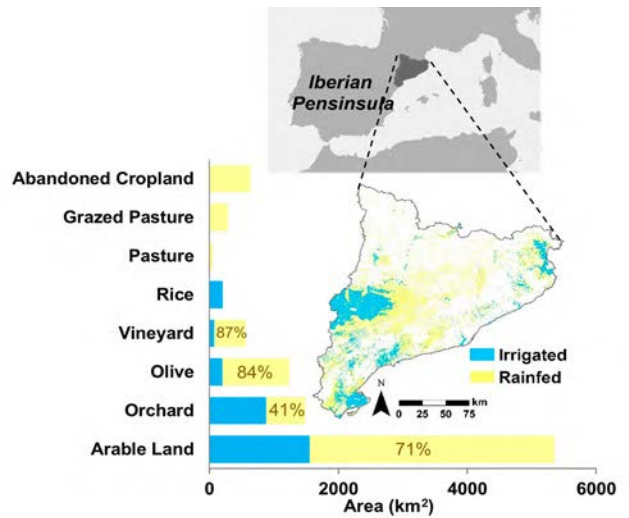 Iberian
Pensinsula
Abandoned Cropland
Grazed Pasture
Pasture
Rice
Vineyard
87%
Olive
84%
Orchard
41%
Arable Land
71%
Irrigated
Rainfed
N
km
0 25 50 75
0 2000 4000 6000
Area (km²)